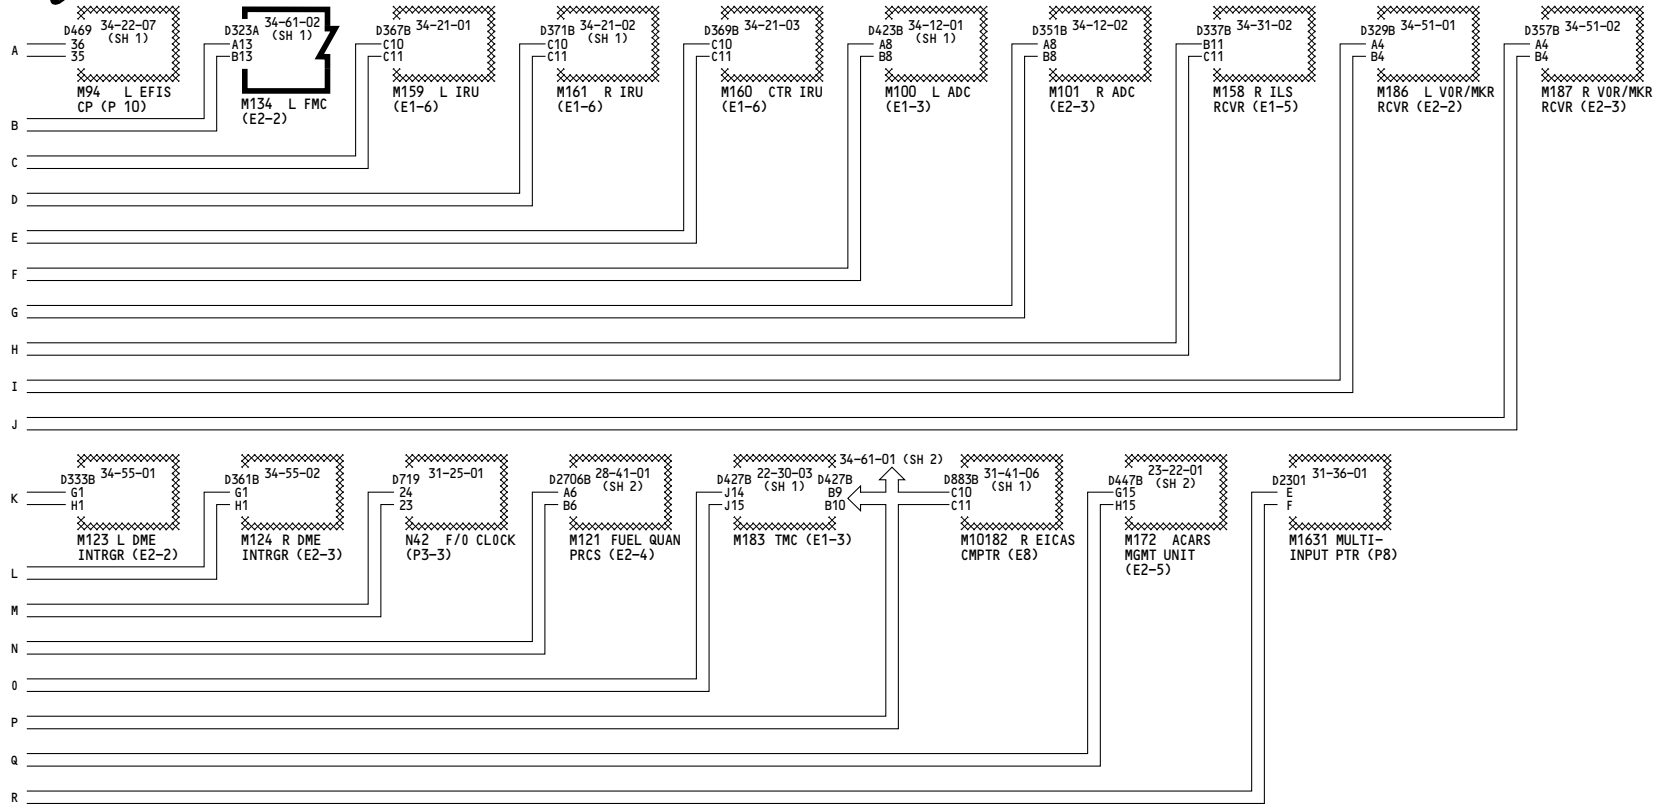 D469 34-22-07
(SH 1)
36
35
M94 L EFIS
CP (P 10)
D323A 34-61-02
(SH 1)
A13
B13
M134 L FMC
(E2-2)
D367B 34-21-01
C10
C11
M159 L IRU
(E1-6)
D371B 34-21-02
(SH 1)
C10
C11
M161 R IRU
(E1-6)
D369B 34-21-03
C10
C11
M160 CTR IRU
(E1-6)
D423B 34-12-01
(SH 1)
A8
B8
M100 L ADC
(E1-3)
D351B 34-12-02
A8
B8
M101 R ADC
(E2-3)
D337B 34-31-02
B11
C11
M158 R ILS
RCVR (E1-5)
D329B 34-51-01
A4
B4
M186 L VOR/MKR
RCVR (E2-2)
D357B 34-51-02
A4
B4
M187 R VOR/MKR
RCVR (E2-3)
A
B
C
D
E
F
G
H
I
J
D333B 34-55-01
G1
H1
M123 L DME
INTRGR (E2-2)
D361B 34-55-02
G1
H1
M124 R DME
INTRGR (E2-3)
D719 31-25-01
24
23
N42 F/O CLOCK
(P3-3)
D2706B 28-41-01
(SH 2)
A6
B6
M121 FUEL QUAN
PRCS (E2-4)
D427B 22-30-03 D427B
(SH 1)
J14 B9
J15 B10
M183 TMC (E1-3)
34-61-01 (SH 2)
D883B 31-41-06
(SH 1)
C10
C11
M10182 R EICAS
CMPTR (E8)
D447B 23-22-01
(SH 2)
G15
H15
M172 ACARS
MGMT UNIT
(E2-5)
D2301 31-36-01
E
F
M1631 MULTI-
INPUT PTR (P8)
K
L
M
N
O
P
Q
R